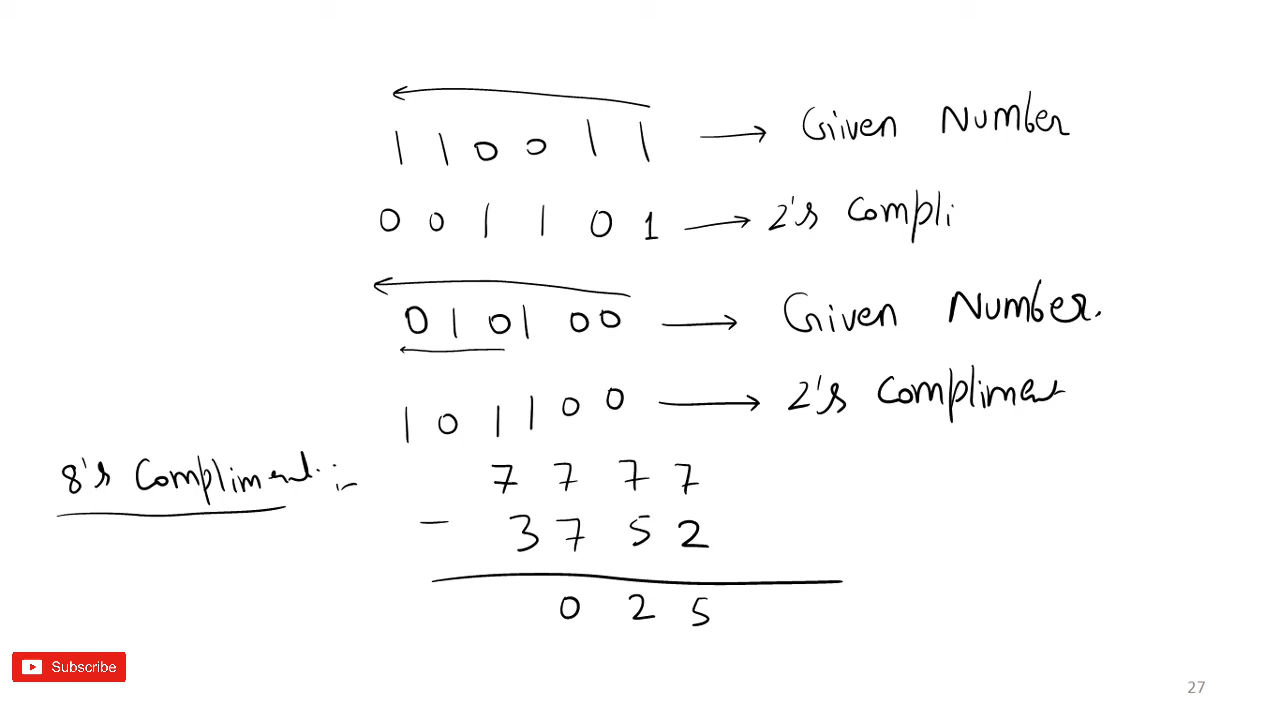 1 1 0 0 1 1 → Given Number
0 0 1 1 0 1 → 2's Compli
0 1 0 1 0 0 → Given Number.
1 0 1 1 0 0 → 2's Compliment
8's Compliment :- 7 7 7 7
- 3 7 5 2
0 2 5
Subscribe
27